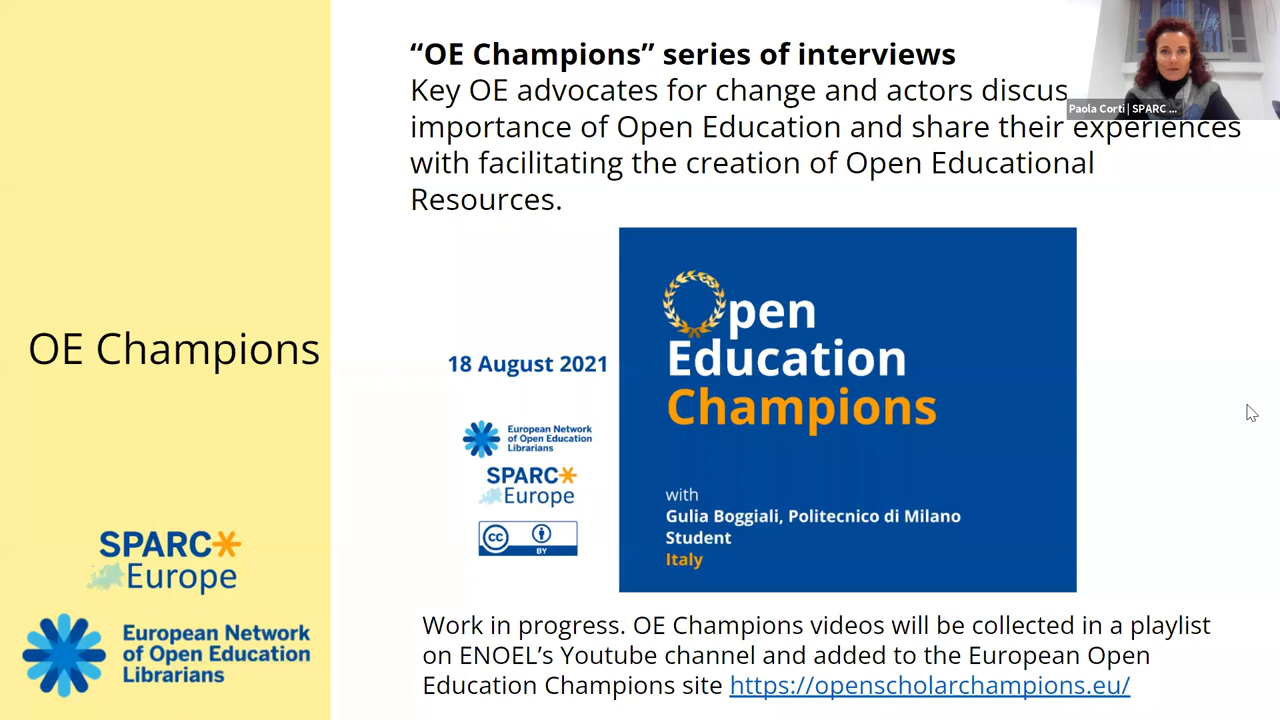 “OE Champions” series of interviews
Key OE advocates for change and actors discus
importance of Open Education and share their experiences
with facilitating the creation of Open Educational
Resources.
Paola Corti | SPARC ...
OE Champions
18 August 2021
European Network
of Open Education
Librarians
SPARC
Europe
CC
BY
Open
Education
Champions
with
Gulia Boggiali, Politecnico di Milano
Student
Italy
SPARC
Europe
European Network
of Open Education
Librarians
Work in progress. OE Champions videos will be collected in a playlist
on ENOEL’s Youtube channel and added to the European Open
Education Champions site https://openscholarchampions.eu/